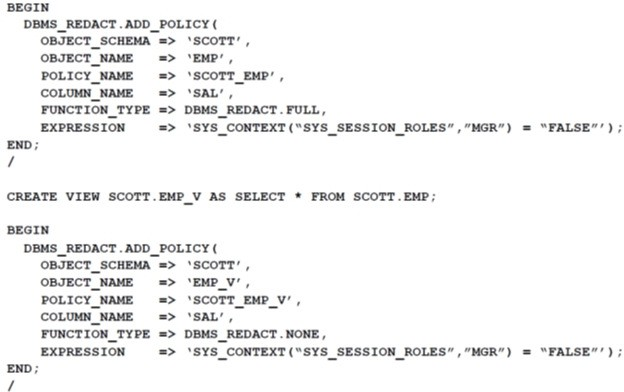 BEGIN
DBMS_REDACT.ADD_POLICY(
OBJECT_SCHEMA => ‘SCOTT’,
OBJECT_NAME => ‘EMP’,
POLICY_NAME => ‘SCOTT_EMP’,
COLUMN_NAME => ‘SAL’,
FUNCTION_TYPE => DBMS_REDACT.FULL,
EXPRESSION => ‘SYS_CONTEXT(“SYS_SESSION_ROLES”,”MGR”) = “FALSE”’);
END;
/
CREATE VIEW SCOTT.EMP_V AS SELECT * FROM SCOTT.EMP;
BEGIN
DBMS_REDACT.ADD_POLICY(
OBJECT_SCHEMA => ‘SCOTT’,
OBJECT_NAME => ‘EMP_V’,
POLICY_NAME => ‘SCOTT_EMP_V’,
COLUMN_NAME => ‘SAL’,
FUNCTION_TYPE => DBMS_REDACT.NONE,
EXPRESSION => ‘SYS_CONTEXT(“SYS_SESSION_ROLES”,”MGR”) = “FALSE”’);
END;
/